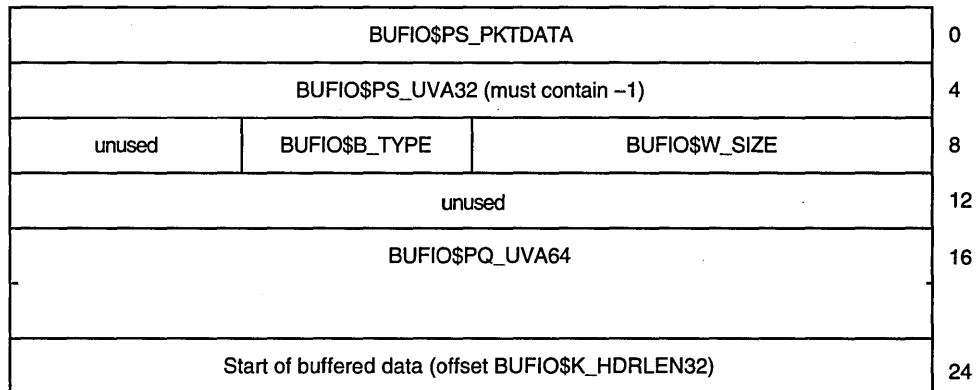 BUFIO$PS_PKTDATA 0
BUFIO$PS_UVA32 (must contain –1) 4
unused BUFIO$B_TYPE BUFIO$W_SIZE 8
unused 12
BUFIO$PQ_UVA64 16
Start of buffered data (offset BUFIO$K_HDRLEN32) 24